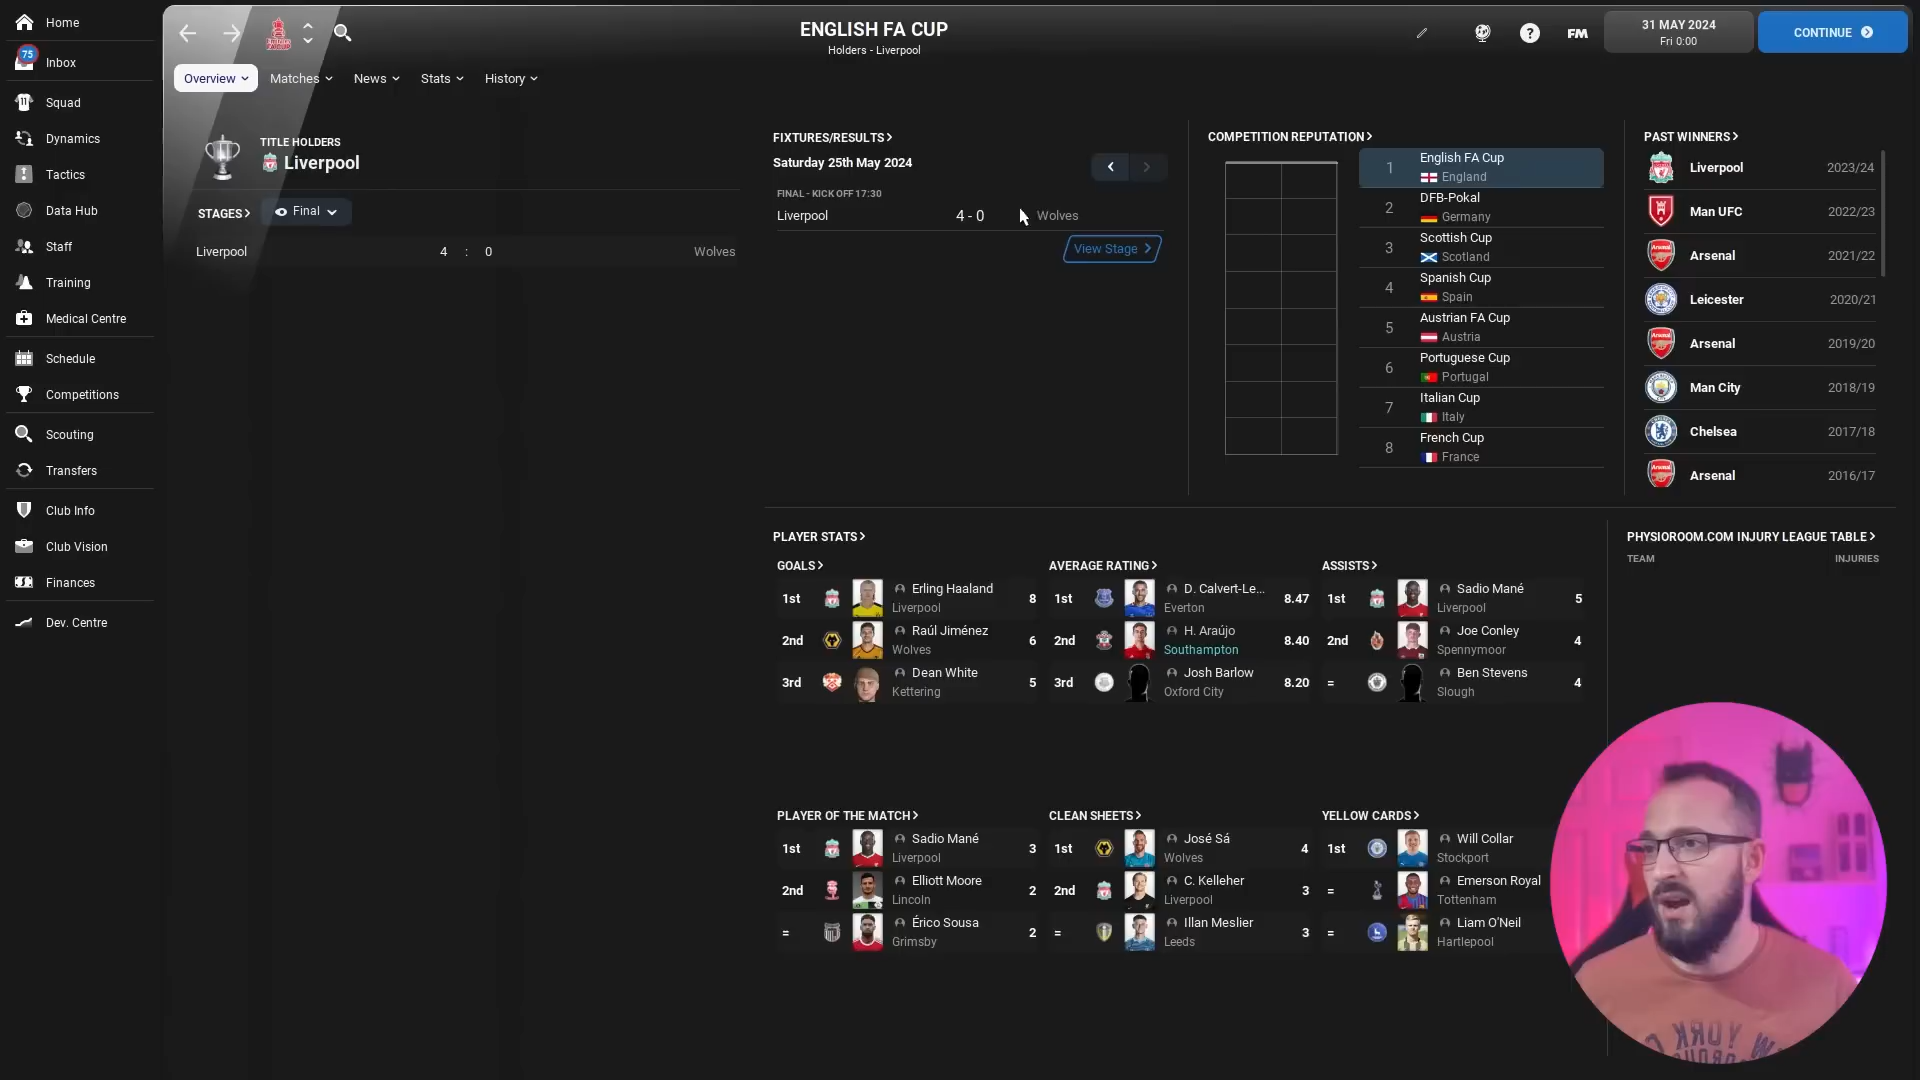 Home
75
Inbox
Squad
Dynamics
Tactics
Data Hub
Staff
Training
Medical Centre
Schedule
Competitions
Scouting
Transfers
Club Info
Club Vision
Finances
Dev. Centre
ENGLISH FA CUP
Holders - Liverpool
FM
31 MAY 2024
Fri 0:00
CONTINUE
Overview
Matches
News
Stats
History
TITLE HOLDERS
Liverpool
STAGES
Final
Liverpool 4 : 0 Wolves
FIXTURES/RESULTS
Saturday 25th May 2024
FINAL - KICK OFF 17:30
Liverpool 4 - 0 Wolves
View Stage
COMPETITION REPUTATION
1 English FA Cup
England
2 DFB-Pokal
Germany
3 Scottish Cup
Scotland
4 Spanish Cup
Spain
5 Austrian FA Cup
Austria
6 Portuguese Cup
Portugal
7 Italian Cup
Italy
8 French Cup
France
PAST WINNERS
Liverpool 2023/24
Man UFC 2022/23
Arsenal 2021/22
Leicester 2020/21
Arsenal 2019/20
Man City 2018/19
Chelsea 2017/18
Arsenal 2016/17
PLAYER STATS
GOALS
1st Erling Haaland 8
Liverpool
2nd Raúl Jiménez 6
Wolves
3rd Dean White 5
Kettering
AVERAGE RATING
1st D. Calvert-Le... 8.47
Everton
2nd H. Araújo 8.40
Southampton
3rd Josh Barlow 8.20
Oxford City
ASSISTS
1st Sadio Mané 5
Liverpool
2nd Joe Conley 4
Spennymoor
= Ben Stevens 4
Slough
PLAYER OF THE MATCH
1st Sadio Mané 3
Liverpool
2nd Elliott Moore 2
Lincoln
= Érico Sousa 2
Grimsby
CLEAN SHEETS
1st José Sá 4
Wolves
2nd C. Kelleher 3
Liverpool
= Illan Meslier 3
Leeds
YELLOW CARDS
1st Will Collar
Stockport
= Emerson Royal
Tottenham
= Liam O'Neil
Hartlepool
PHYSIOROOM.COM INJURY LEAGUE TABLE
TEAM INJURIES